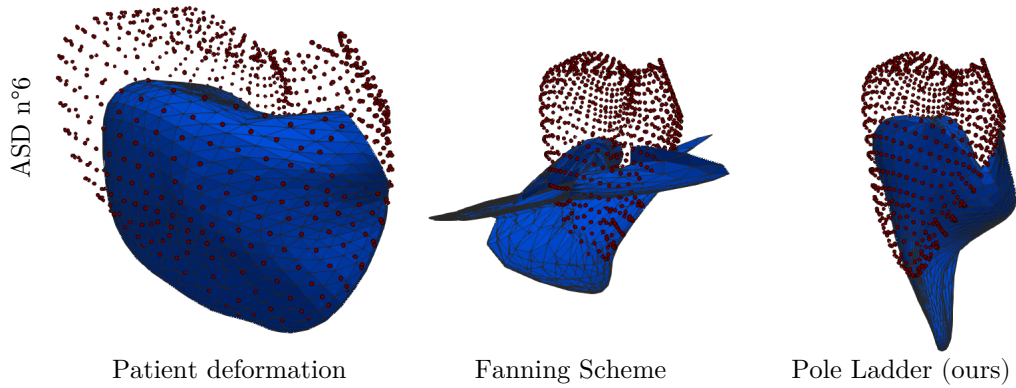 ASD n°6
Patient deformation
Fanning Scheme
Pole Ladder (ours)